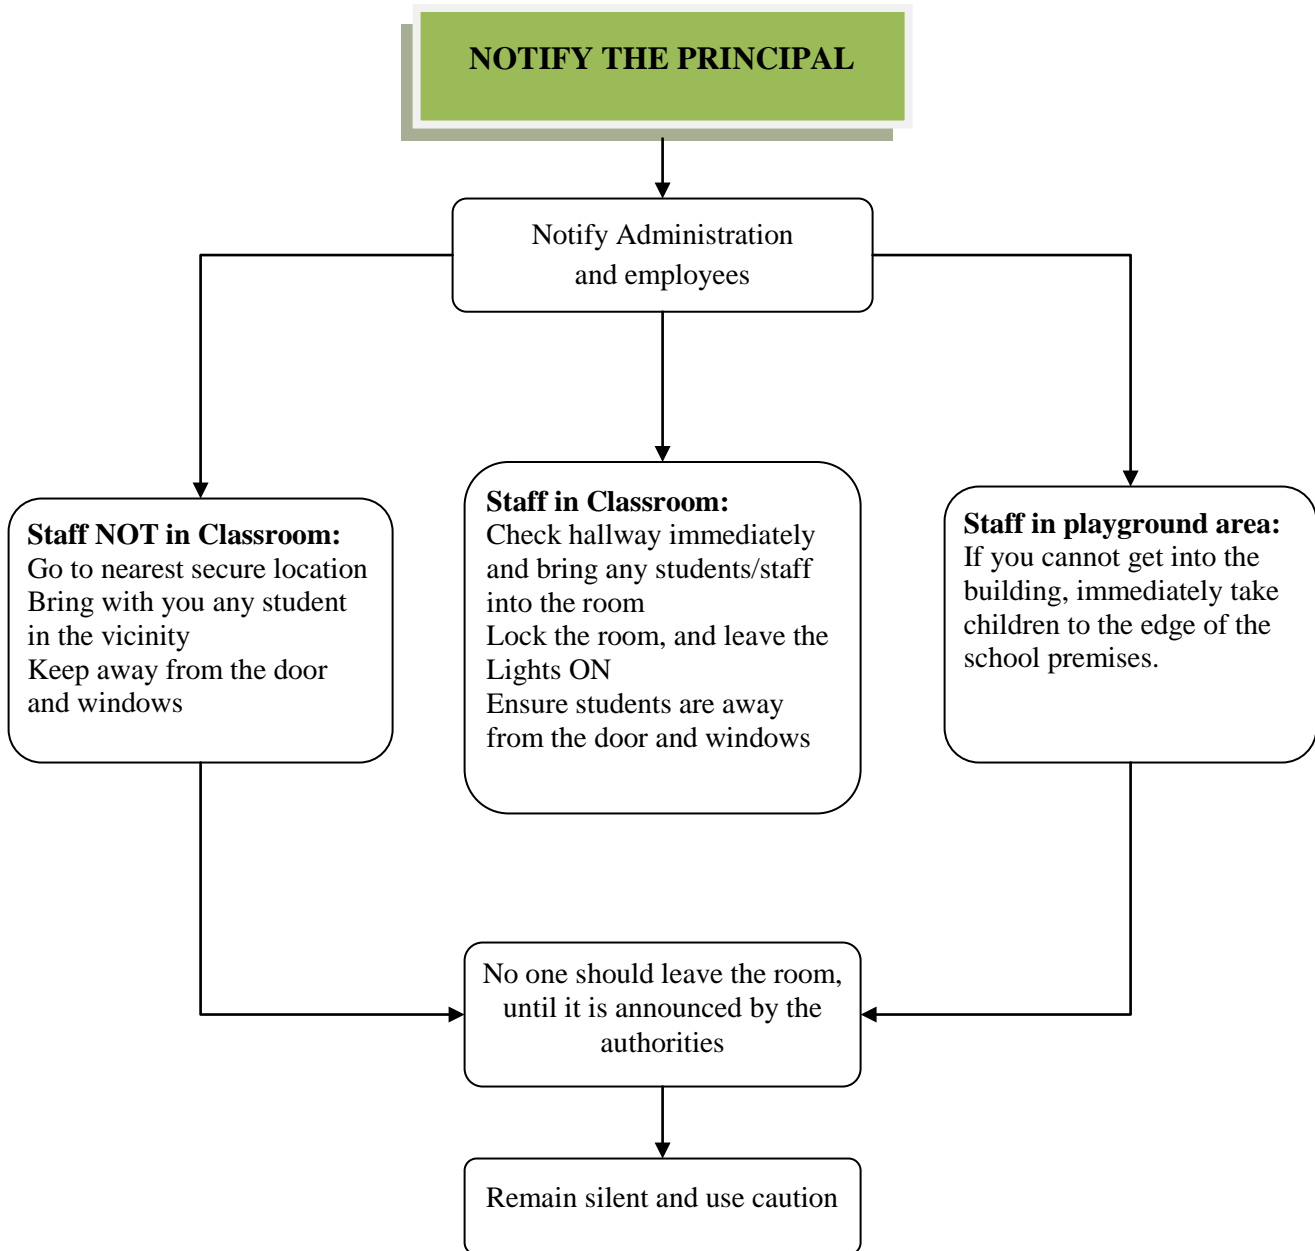 NOTIFY THE PRINCIPAL
Notify Administration
and employees
Staff NOT in Classroom:
Go to nearest secure location
Bring with you any student
in the vicinity
Keep away from the door
and windows
Staff in Classroom:
Check hallway immediately
and bring any students/staff
into the room
Lock the room, and leave the
Lights ON
Ensure students are away
from the door and windows
Staff in playground area:
If you cannot get into the
building, immediately take
children to the edge of the
school premises.
No one should leave the room,
until it is announced by the
authorities
Remain silent and use caution